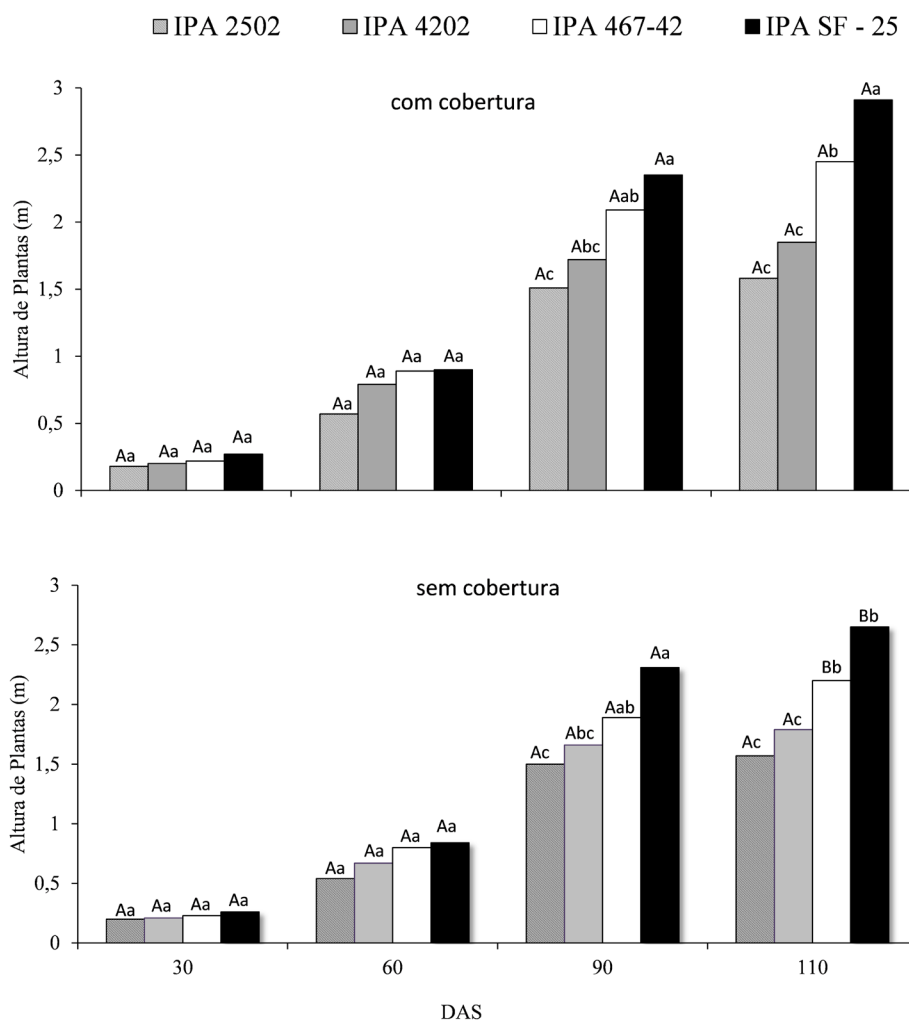 IPA 2502 IPA 4202 IPA 467-42 IPA SF - 25
com cobertura
Altura de Plantas (m)
3
2,5
2
1,5
1
0,5
0
Aa Aa Aa Aa
Aa Aa Aa Aa
Ac Abc Aab Aa
Ac Ac Ab Aa
sem cobertura
Altura de Plantas (m)
3
2,5
2
1,5
1
0,5
0
Aa Aa Aa Aa
Aa Aa Aa Aa
Ac Abc Aab Aa
Ac Ac Bb Bb
30 60 90 110
DAS